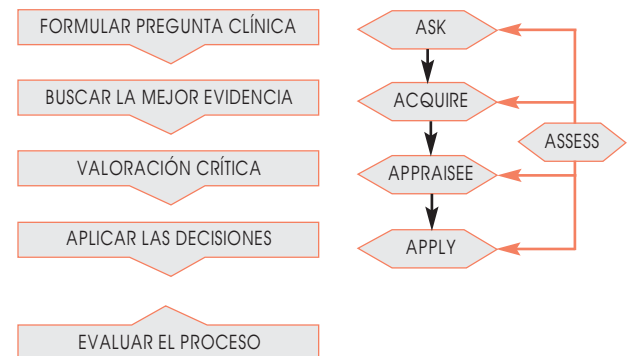 FORMULAR PREGUNTA CLÍNICA
BUSCAR LA MEJOR EVIDENCIA
VALORACIÓN CRÍTICA
APLICAR LAS DECISIONES
EVALUAR EL PROCESO
ASK
ACQUIRE
APPRAISEE
APPLY
ASSESS